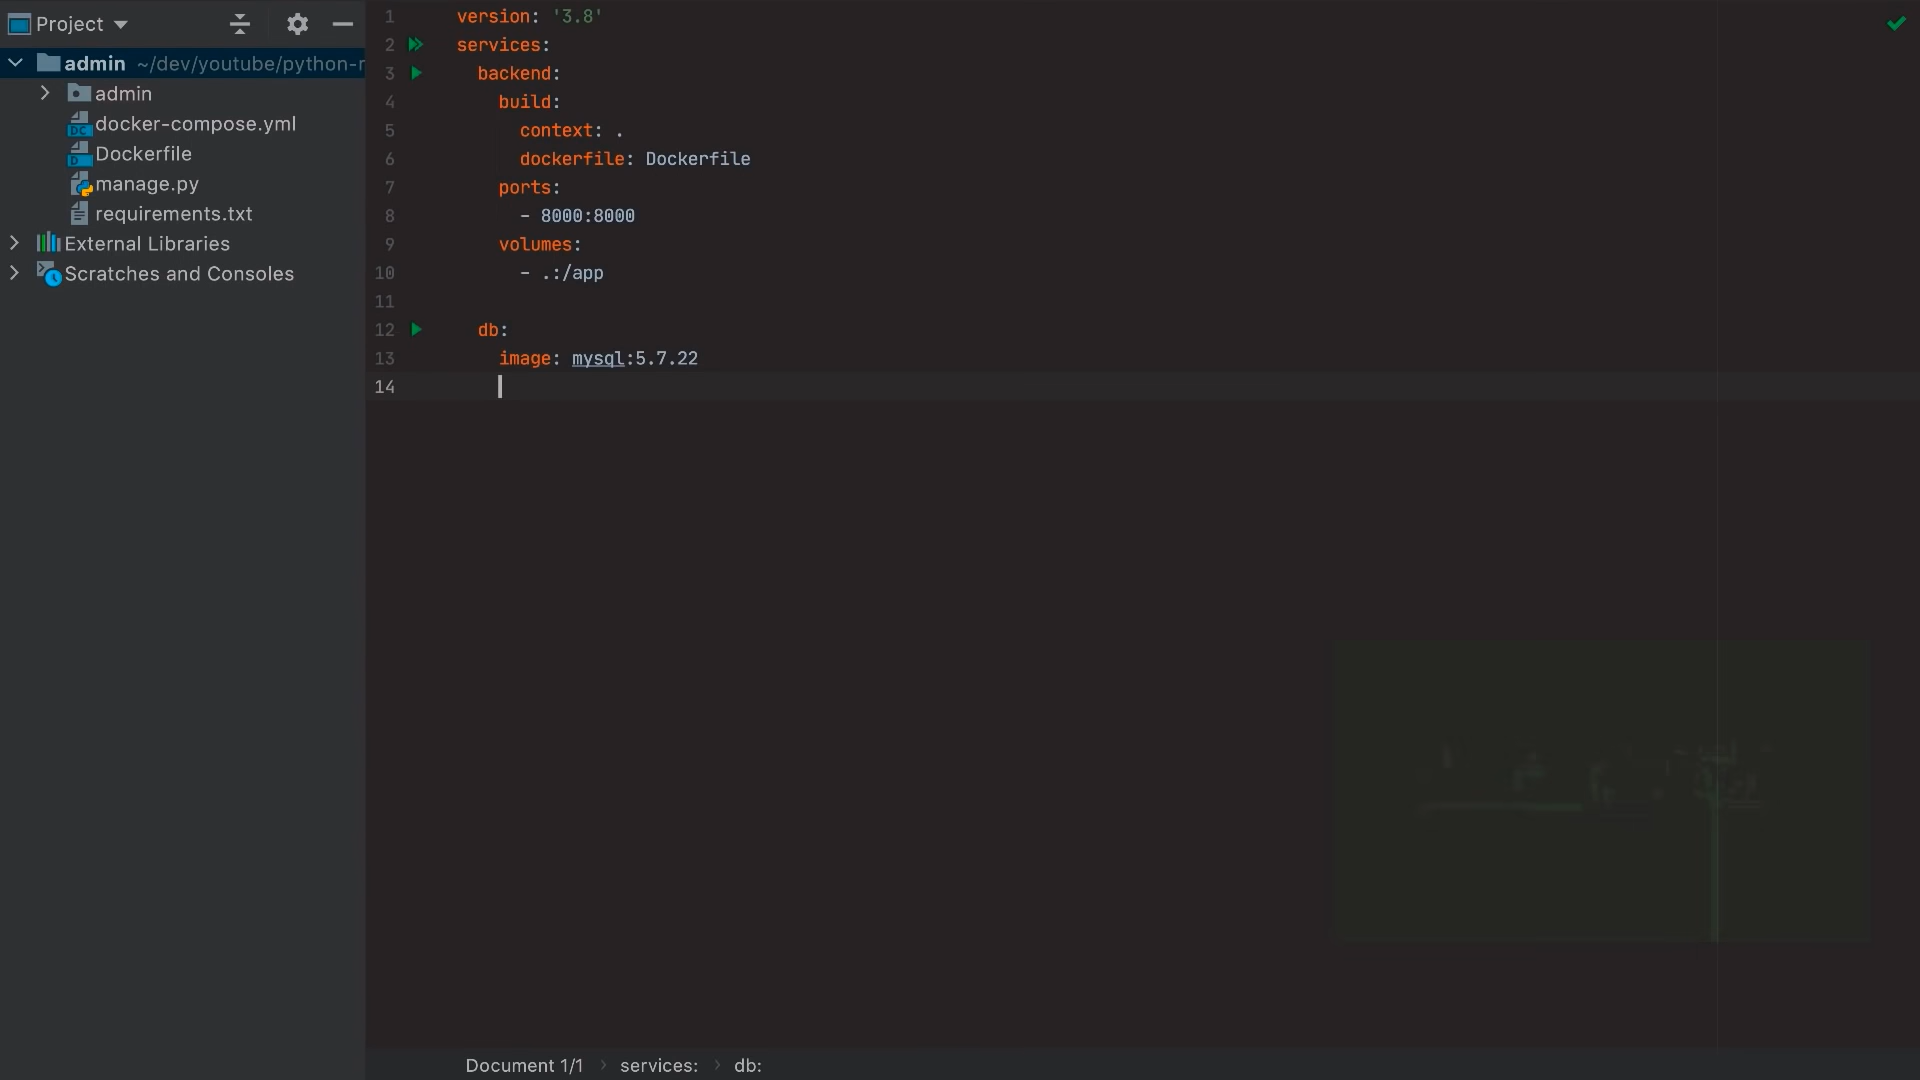 Project
admin ~/dev/youtube/python-r
admin
docker-compose.yml
Dockerfile
manage.py
requirements.txt
External Libraries
Scratches and Consoles
1 version: '3.8'
2 services:
3 backend:
4 build:
5 context: .
6 dockerfile: Dockerfile
7 ports:
8 - 8000:8000
9 volumes:
10 - .:/app
11
12 db:
13 image: mysql:5.7.22
14
Document 1/1 services: db: